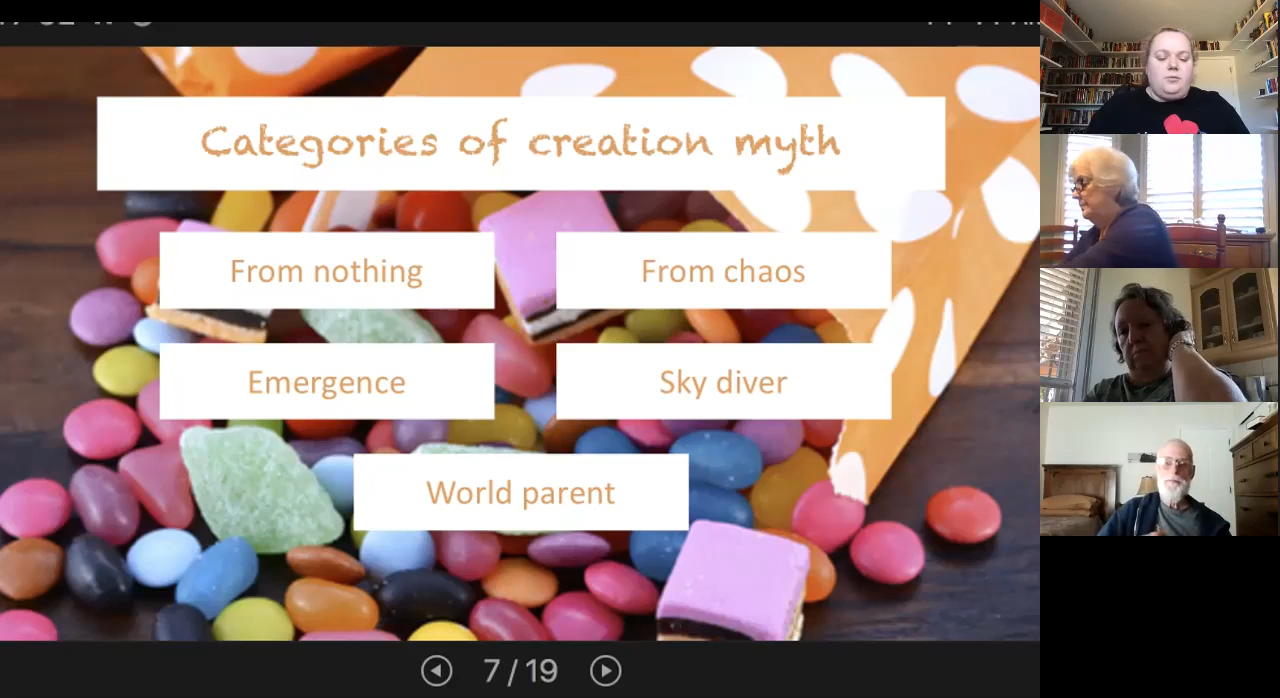 Categories of creation myth
From nothing
From chaos
Emergence
Sky diver
World parent
7 / 19